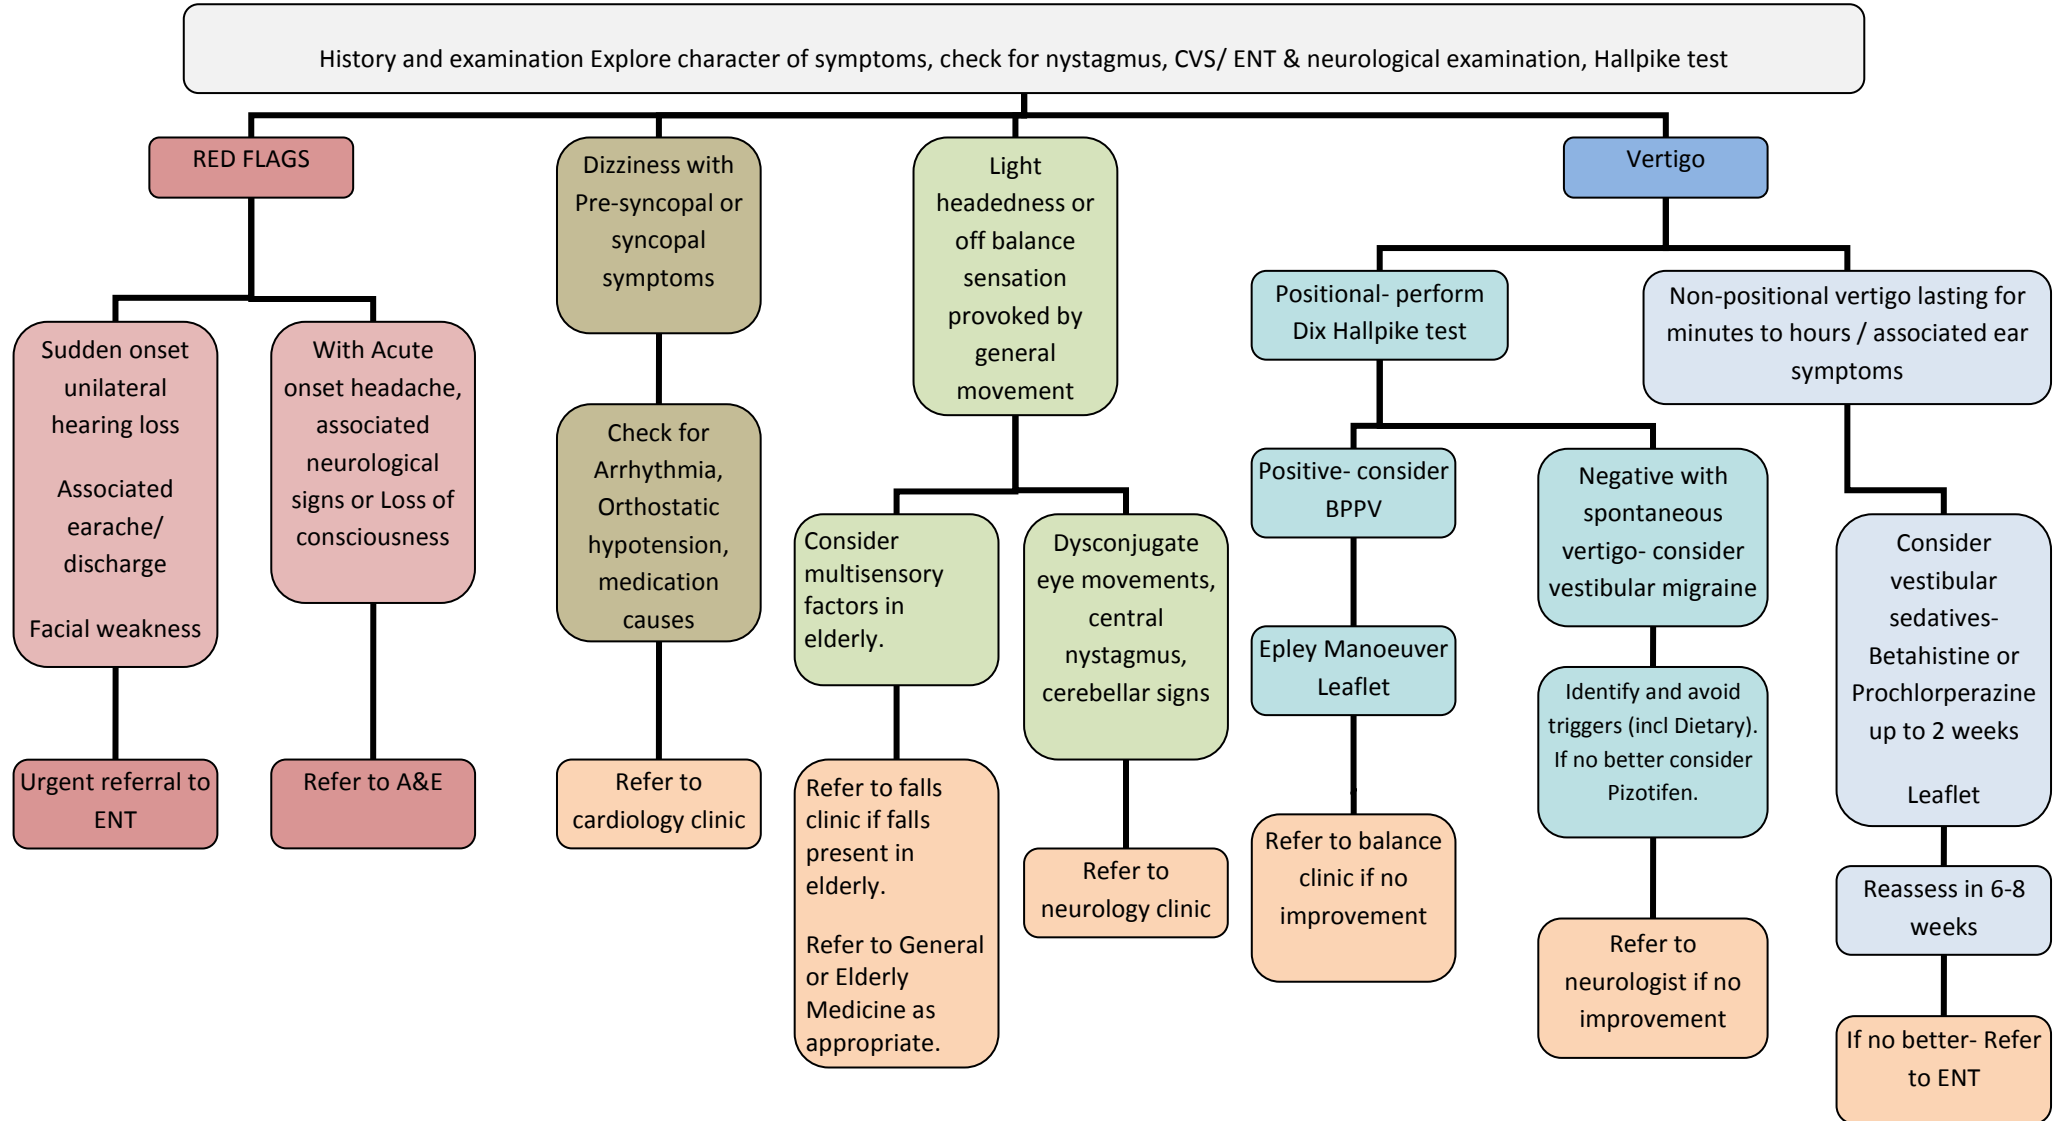 History and examination Explore character of symptoms, check for nystagmus, CVS/ ENT & neurological examination, Hallpike test
RED FLAGS
Sudden onset
unilateral
hearing loss
Associated
earache/
discharge
Facial weakness
Urgent referral to
ENT
With Acute
onset headache,
associated
neurological
signs or Loss of
consciousness
Refer to A&E
Dizziness with
Pre-syncopal or
syncopal
symptoms
Check for
Arrhythmia,
Orthostatic
hypotension,
medication
causes
Refer to
cardiology clinic
Light
headedness or
off balance
sensation
provoked by
general
movement
Consider
multisensory
factors in
elderly.
Refer to falls
clinic if falls
present in
elderly.
Refer to General
or Elderly
Medicine as
appropriate.
Dysconjugate
eye movements,
central
nystagmus,
cerebellar signs
Refer to
neurology clinic
Vertigo
Positional- perform
Dix Hallpike test
Positive- consider
BPPV
Epley Manoeuver
Leaflet
Refer to balance
clinic if no
improvement
Negative with
spontaneous
vertigo- consider
vestibular migraine
Identify and avoid
triggers (incl Dietary).
If no better consider
Pizotifen.
Refer to
neurologist if no
improvement
Non-positional vertigo lasting for
minutes to hours / associated ear
symptoms
Consider
vestibular
sedatives-
Betahistine or
Prochlorperazine
up to 2 weeks
Leaflet
Reassess in 6-8
weeks
If no better- Refer
to ENT